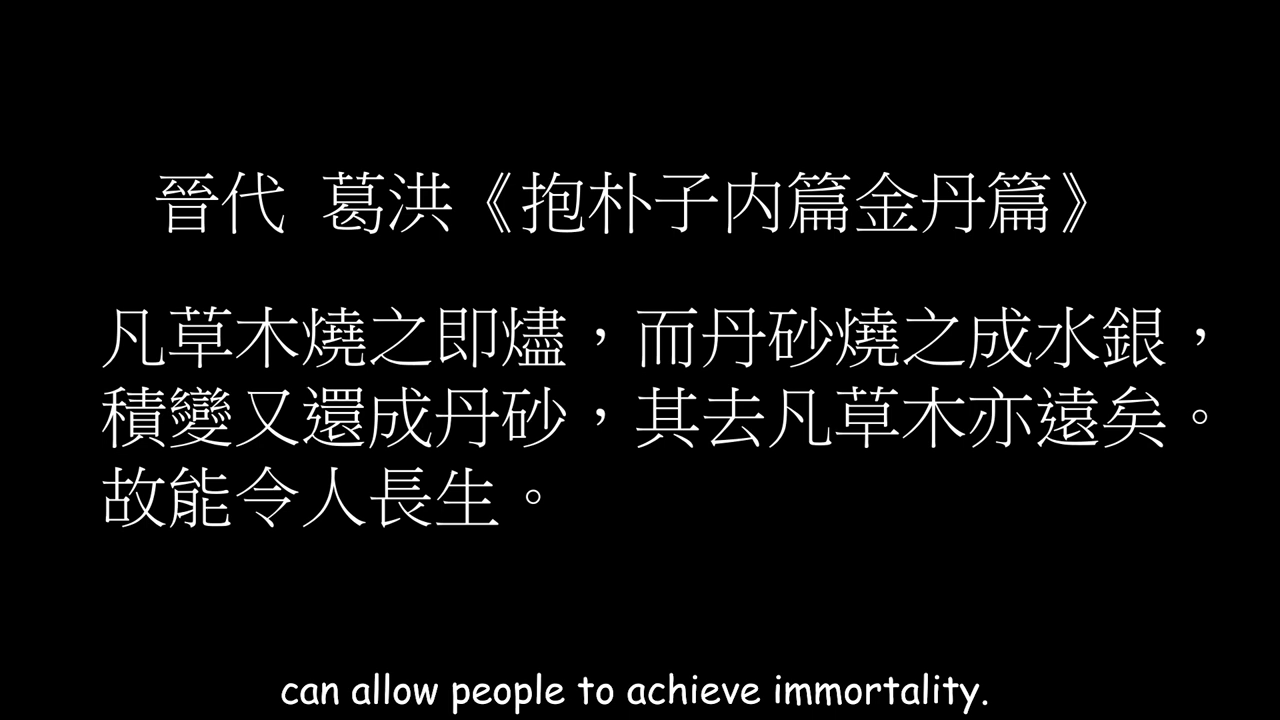 晉代 葛洪《抱朴子内篇金丹篇》
凡草木燒之即燼，而丹砂燒之成水銀，
積變又還成丹砂，其去凡草木亦遠矣。
故能令人長生。
can allow people to achieve immortality.